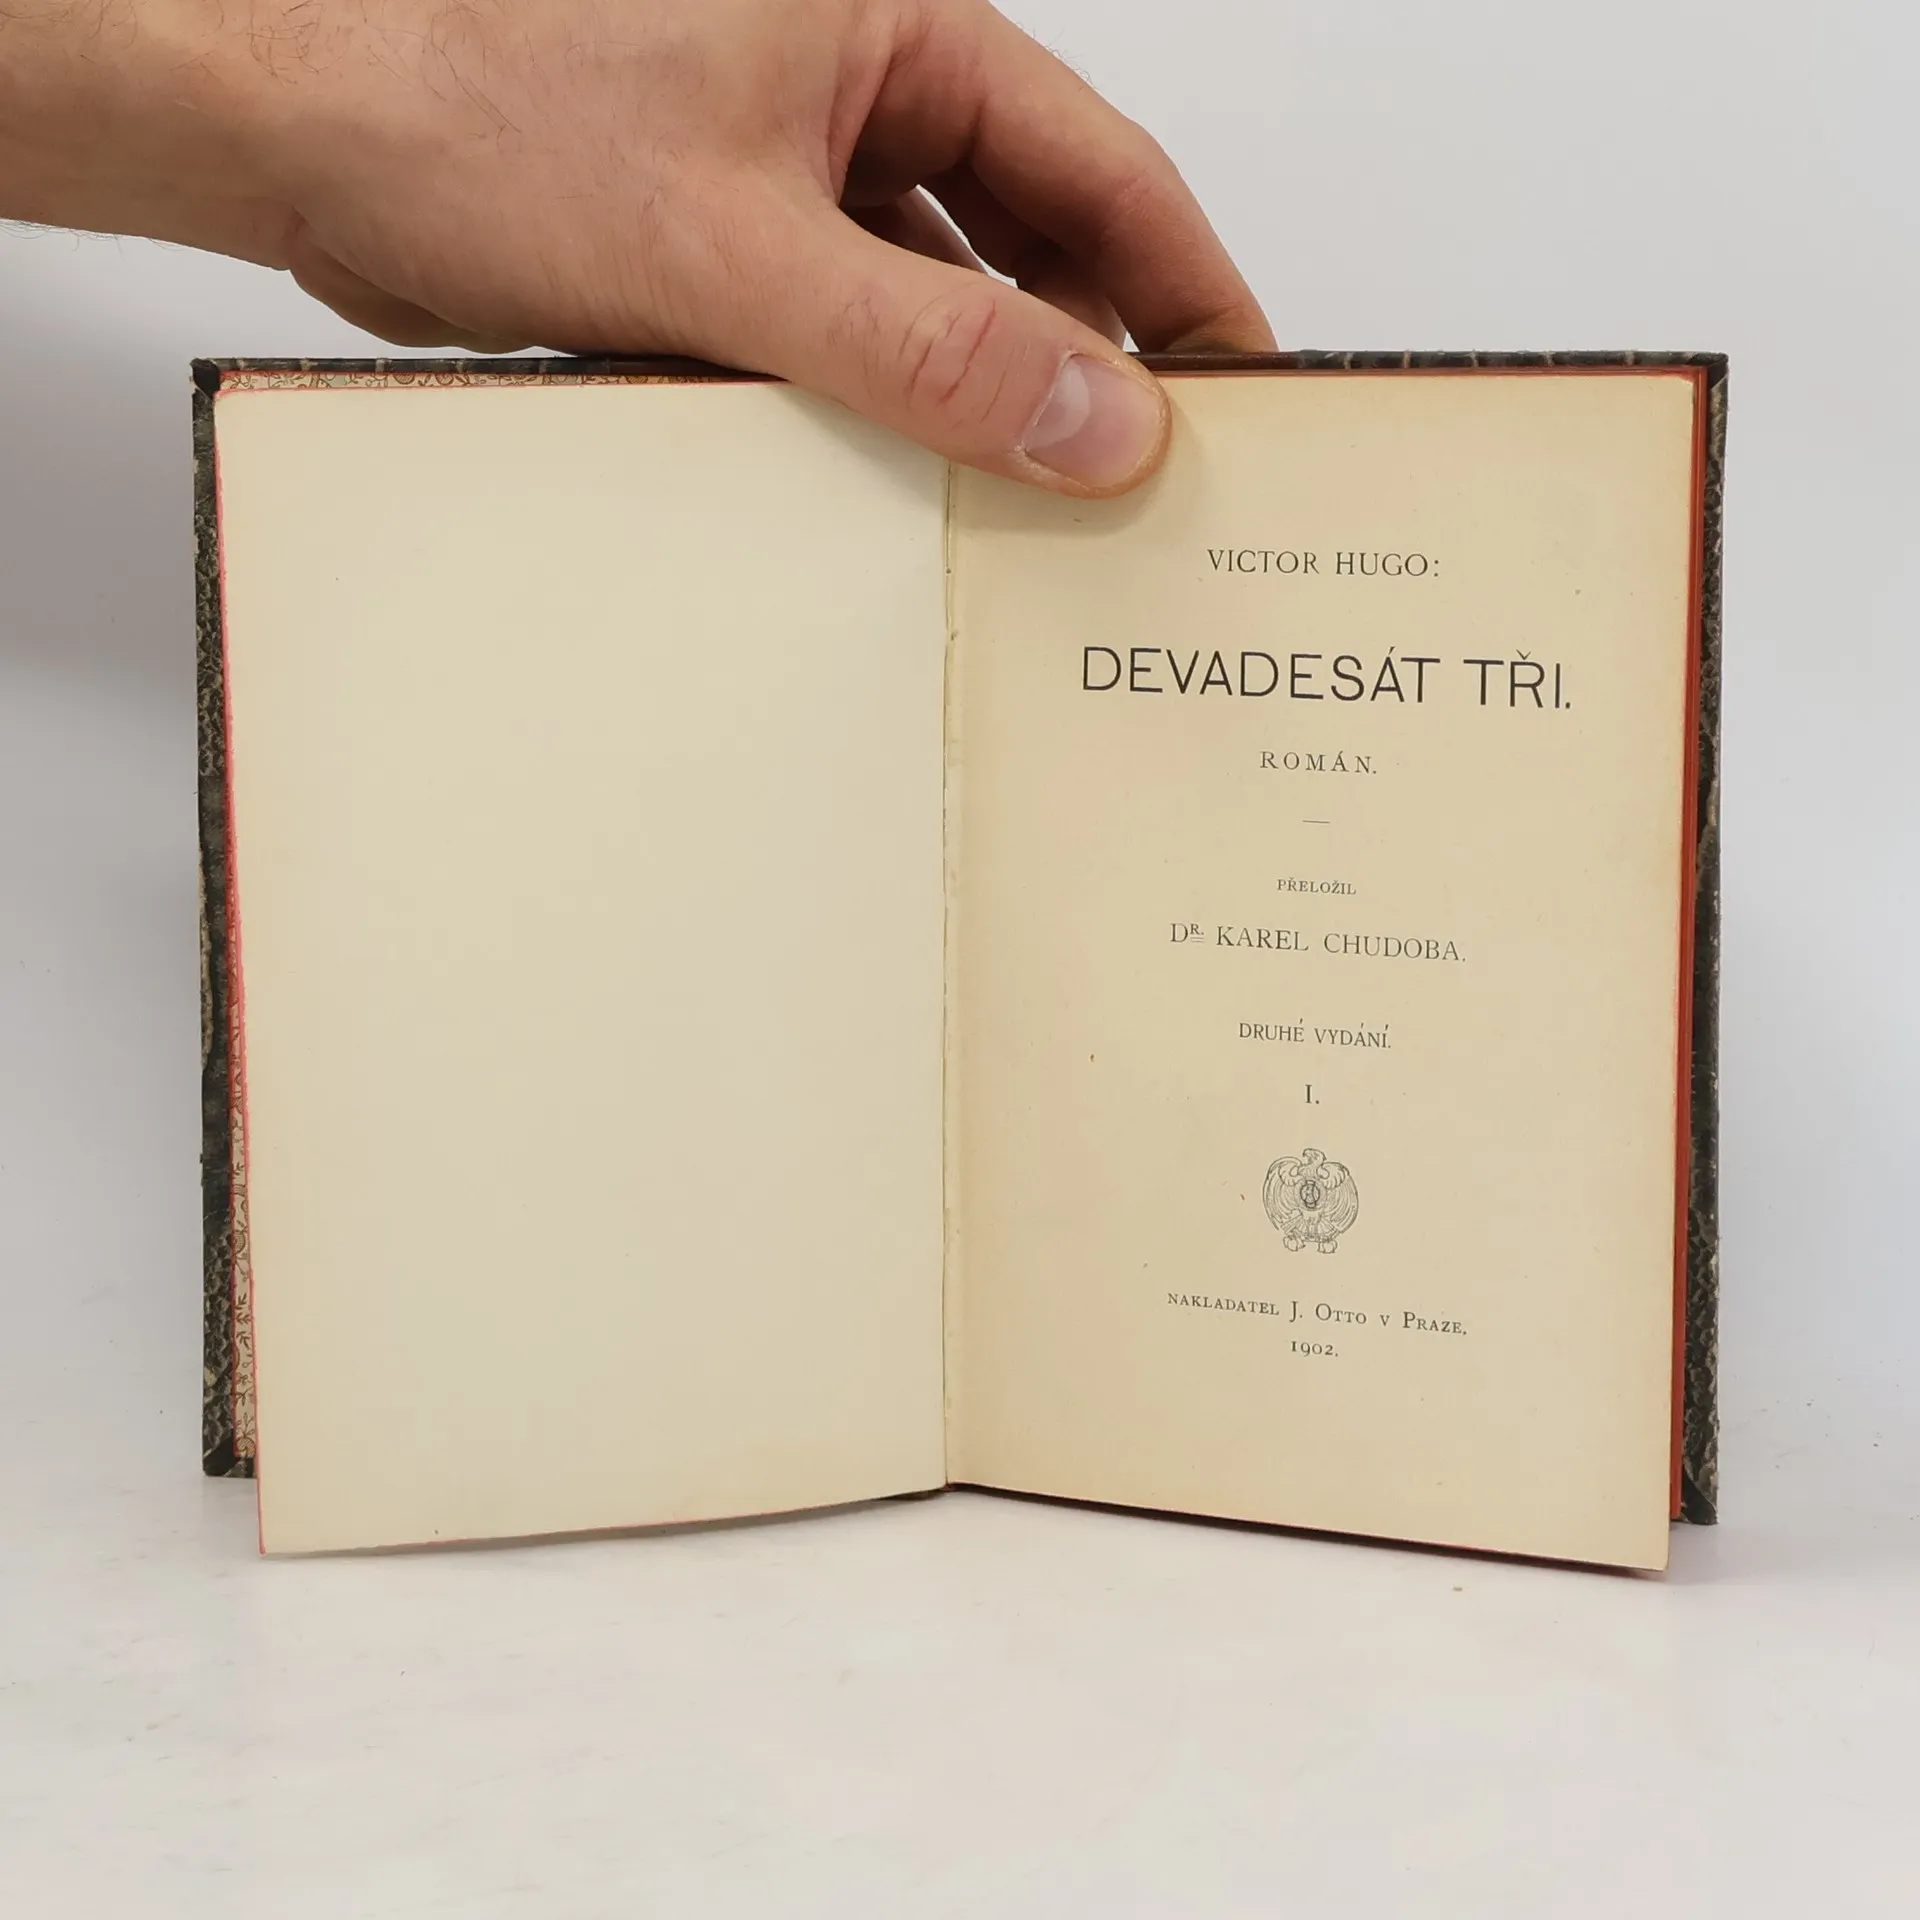 VICTOR HUGO:
DEVADESÁT TŘI.
ROMÁN.
PŘELOŽIL
DR. KAREL CHUDOBA.
DRUHÉ VYDÁNÍ.
I.
NAKLADATEL J. OTTO V PRAZE.
1902.